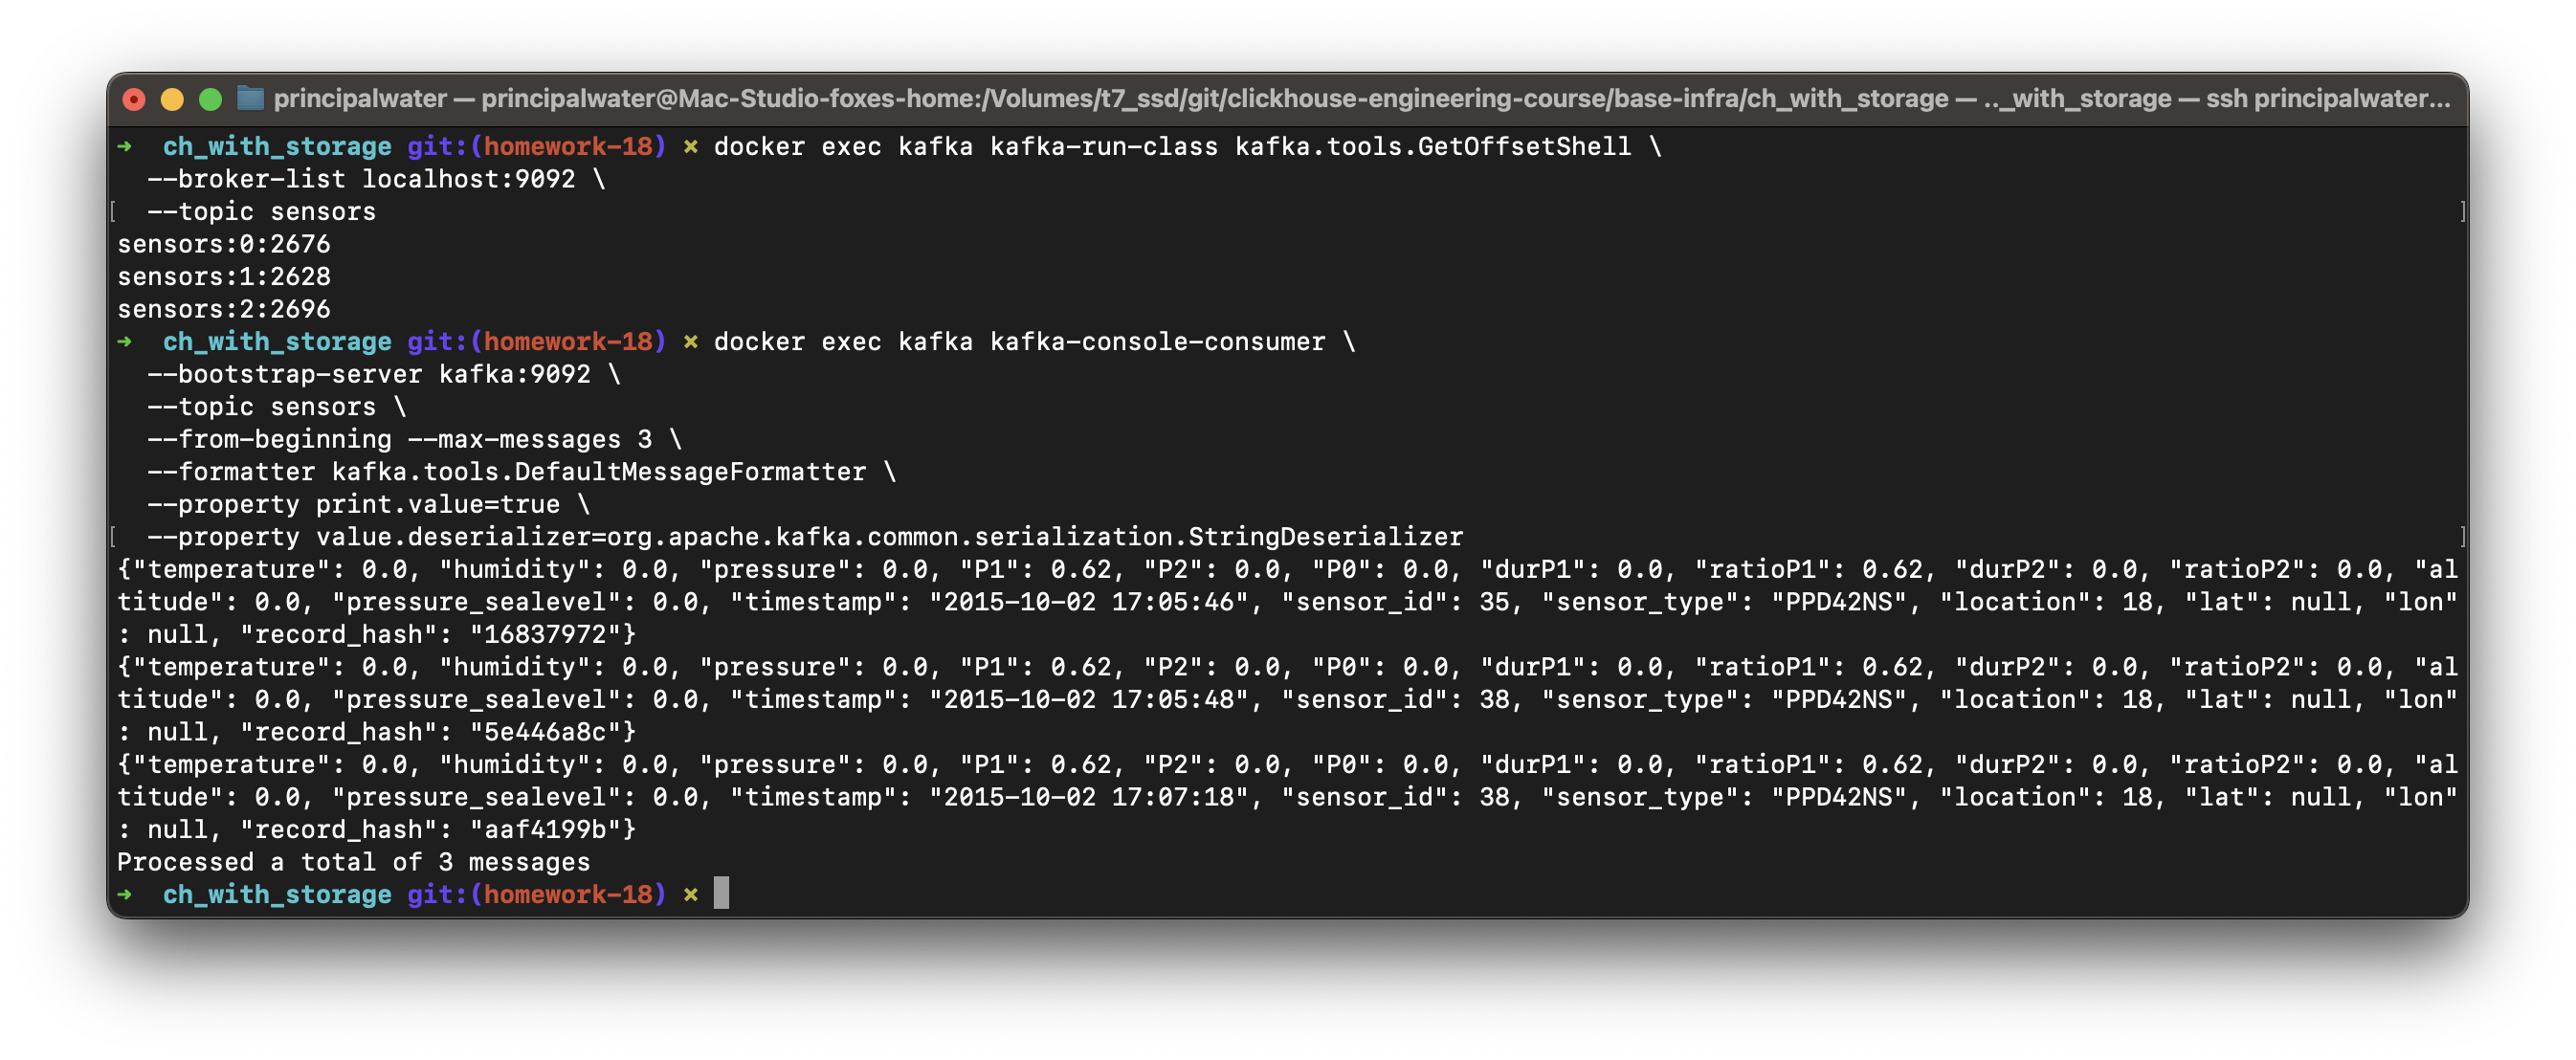 principalwater — principalwater@Mac-Studio-foxes-home:/Volumes/t7_ssd/git/clickhouse-engineering-course/base-infra/ch_with_storage — .._with_storage — ssh principalwater...
➜  ch_with_storage git:(homework-18) ✗ docker exec kafka kafka-run-class kafka.tools.GetOffsetShell \
  --broker-list localhost:9092 \
[  --topic sensors ]
sensors:0:2676
sensors:1:2628
sensors:2:2696
➜  ch_with_storage git:(homework-18) ✗ docker exec kafka kafka-console-consumer \
  --bootstrap-server kafka:9092 \
  --topic sensors \
  --from-beginning --max-messages 3 \
  --formatter kafka.tools.DefaultMessageFormatter \
  --property print.value=true \
[  --property value.deserializer=org.apache.kafka.common.serialization.StringDeserializer ]
{"temperature": 0.0, "humidity": 0.0, "pressure": 0.0, "P1": 0.62, "P2": 0.0, "P0": 0.0, "durP1": 0.0, "ratioP1": 0.62, "durP2": 0.0, "ratioP2": 0.0, "al
titude": 0.0, "pressure_sealevel": 0.0, "timestamp": "2015-10-02 17:05:46", "sensor_id": 35, "sensor_type": "PPD42NS", "location": 18, "lat": null, "lon"
: null, "record_hash": "16837972"}
{"temperature": 0.0, "humidity": 0.0, "pressure": 0.0, "P1": 0.62, "P2": 0.0, "P0": 0.0, "durP1": 0.0, "ratioP1": 0.62, "durP2": 0.0, "ratioP2": 0.0, "al
titude": 0.0, "pressure_sealevel": 0.0, "timestamp": "2015-10-02 17:05:48", "sensor_id": 38, "sensor_type": "PPD42NS", "location": 18, "lat": null, "lon"
: null, "record_hash": "5e446a8c"}
{"temperature": 0.0, "humidity": 0.0, "pressure": 0.0, "P1": 0.62, "P2": 0.0, "P0": 0.0, "durP1": 0.0, "ratioP1": 0.62, "durP2": 0.0, "ratioP2": 0.0, "al
titude": 0.0, "pressure_sealevel": 0.0, "timestamp": "2015-10-02 17:07:18", "sensor_id": 38, "sensor_type": "PPD42NS", "location": 18, "lat": null, "lon"
: null, "record_hash": "aaf4199b"}
Processed a total of 3 messages
➜  ch_with_storage git:(homework-18) ✗